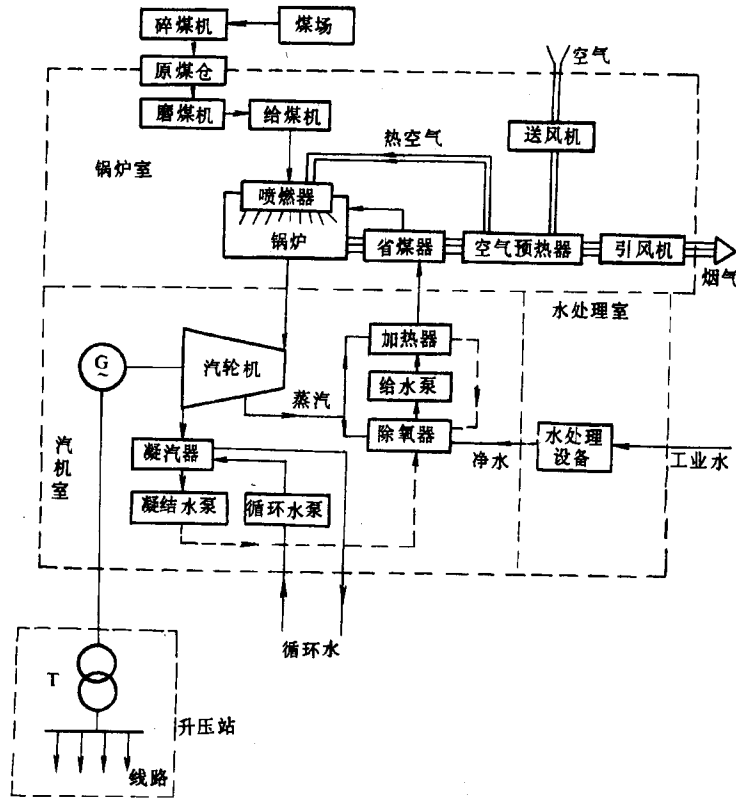 碎煤机
煤场
原煤仓
空气
磨煤机
给煤机
送风机
热空气
锅炉室
喷燃器
锅炉
省煤器
空气预热器
引风机
烟气
水处理室
加热器
G
~
汽轮机
给水泵
蒸汽
除氧器
水处理
设备
净水
工业水
汽机室
凝汽器
凝结水泵
循环水泵
循环水
T
升压站
线路